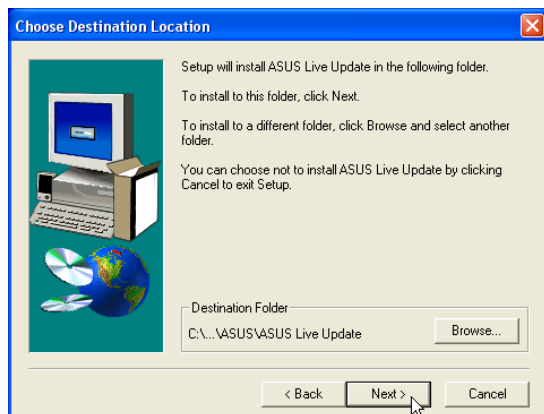 Choose Destination Location
Setup will install ASUS Live Update in the following folder.
To install to this folder, click Next.
To install to a different folder, click Browse and select another
folder.
You can choose not to install ASUS Live Update by clicking
Cancel to exit Setup.
Destination Folder
C:\...\ASUS\ASUS Live Update
Browse...
< Back
Next >
Cancel